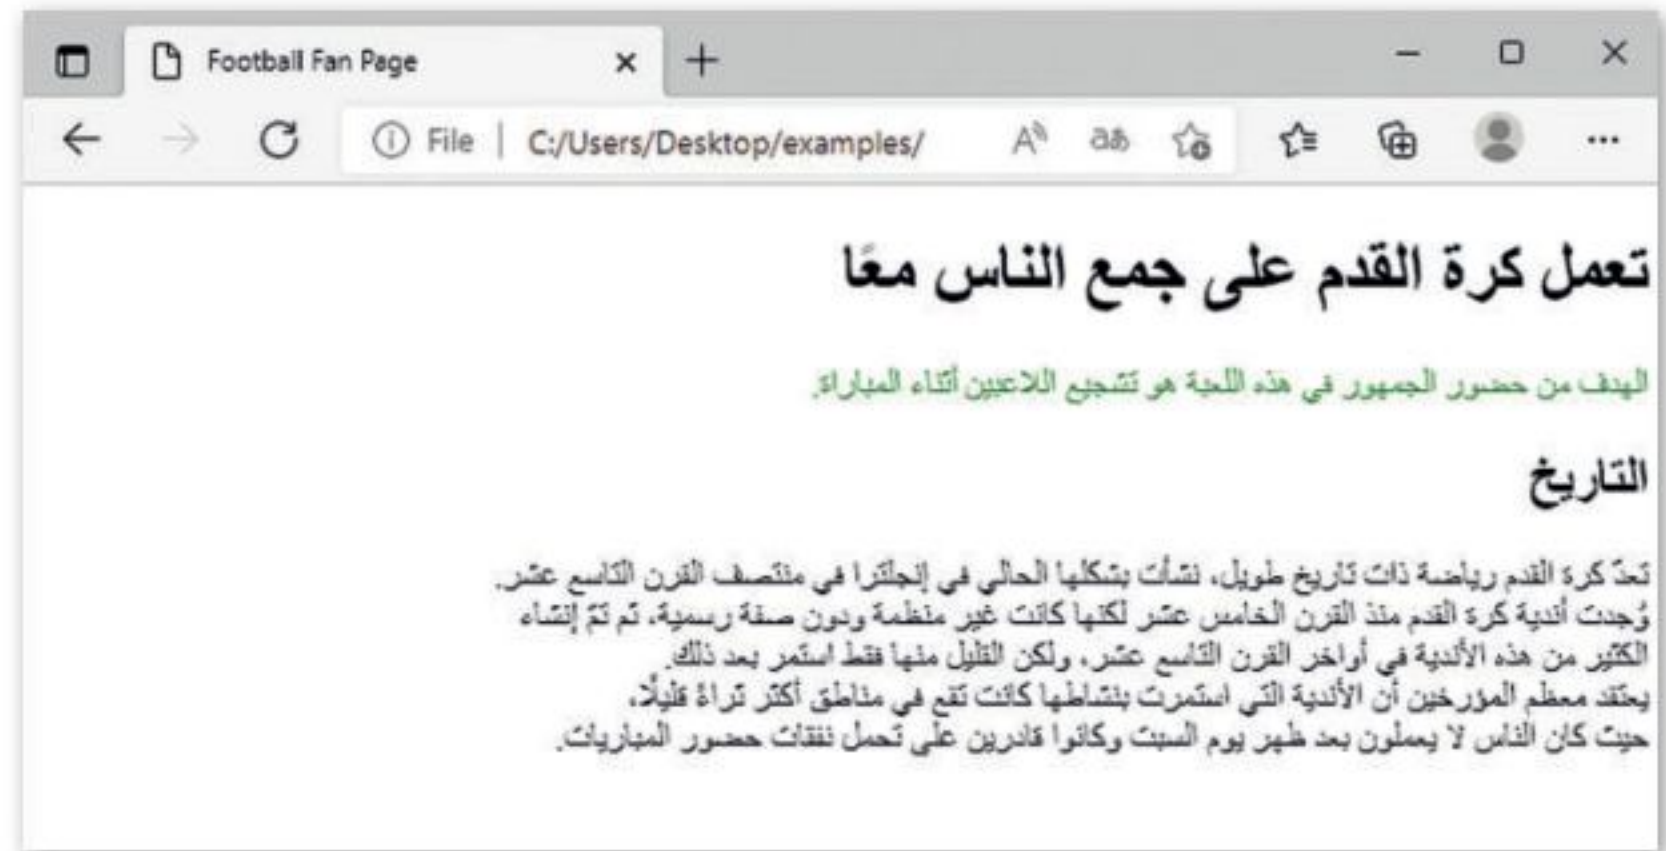 Football Fan Page
File | C:/Users/Desktop/examples/
تعمل كرة القدم على جمع الناس معًا
الهدف من حضور الجمهور في هذه اللعبة هو تشجيع اللاعبين أثناء المباراة.
التاريخ
تعدّ كرة القدم رياضة ذات تاريخ طويل، نشأت بشكلها الحالي في إنجلترا في منتصف القرن التاسع عشر.
وُجدت أندية كرة القدم منذ القرن الخامس عشر لكنها كانت غير منظمة ودون صفة رسمية، ثم تمّ إنشاء
الكثير من هذه الأندية في أواخر القرن التاسع عشر، ولكن القليل منها فقط استمر بعد ذلك.
يعتقد معظم المؤرخين أن الأندية التي استمرت بنشاطها كانت تقع في مناطق أكثر ثراءً قليلًا،
حيث كان الناس لا يعملون بعد ظهر يوم السبت وكانوا قادرين على تحمل نفقات حضور المباريات.